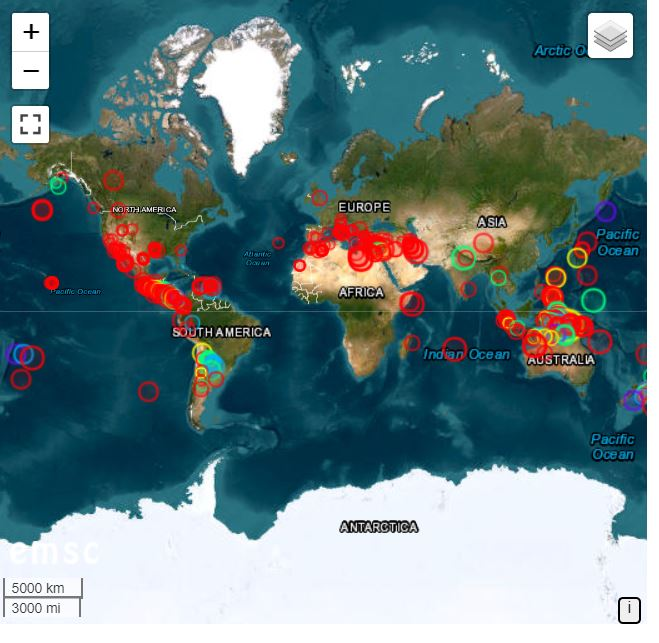 +
Arctic O
−
NORTH AMERICA
EUROPE
ASIA
Pacific
Ocean
Atlantic
Ocean
Pacific Ocean
AFRICA
SOUTH AMERICA
Indian Ocean
AUSTRALIA
Pacific
Ocean
ANTARCTICA
emsc
5000 km
3000 mi
i